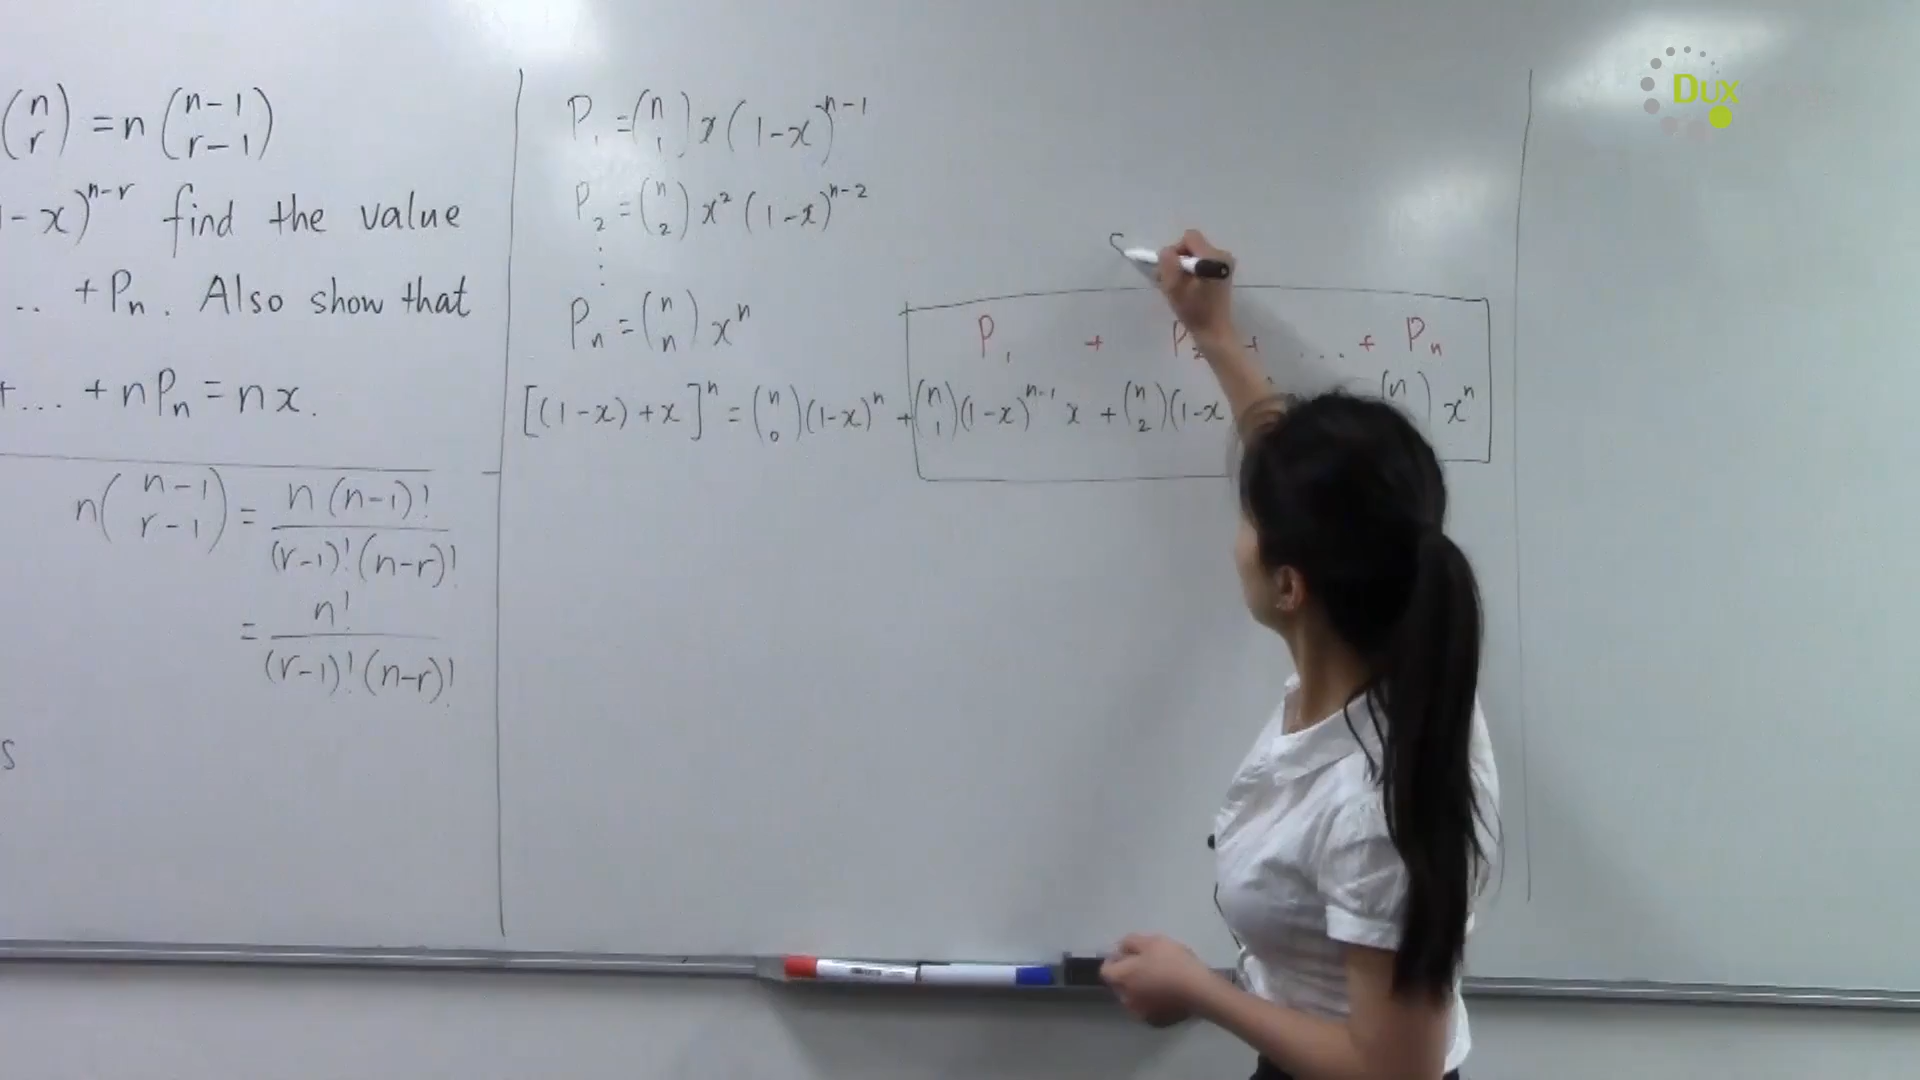 (n r) = n (n-1 r-1)
-x)^{n-r} find the value
.. +Pn. Also show that
+... + nPn = nx.
n(n-1 r-1) = n(n-1)! / (r-1)!(n-r)!
= n! / (r-1)!(n-r)!
s
P₁ = (n 1) x (1-x)^{n-1}
P₂ = (n 2) x² (1-x)^{n-2}
⋮
Pn = (n n) x^n
P₁ + P₂ + ... + Pn
[(1-x)+x]^n = (n 0)(1-x)^n + (n 1)(1-x)^{n-1} x + (n 2)(1-x (n ) x^n
Dux